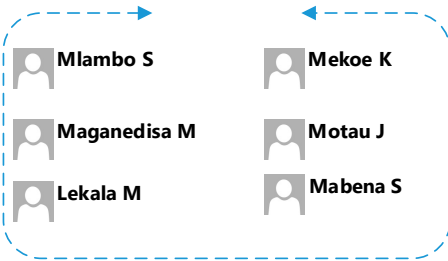 Mlambo S
Mekoe K
Maganedisa M
Motau J
Lekala M
Mabena S